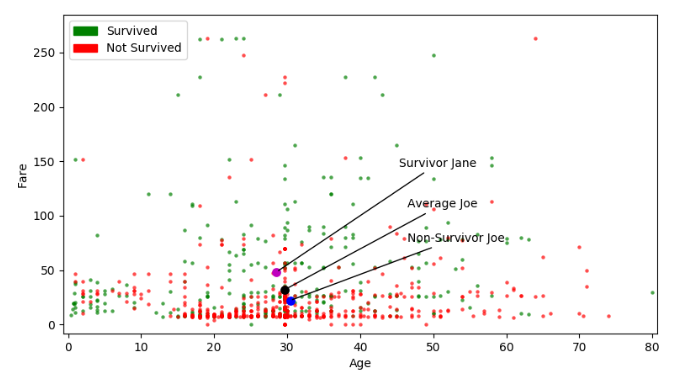 Survived
Not Survived
250
200
150
100
50
0
Fare
Survivor Jane
Average Joe
Non-Survivor Joe
0 10 20 30 40 50 60 70 80
Age